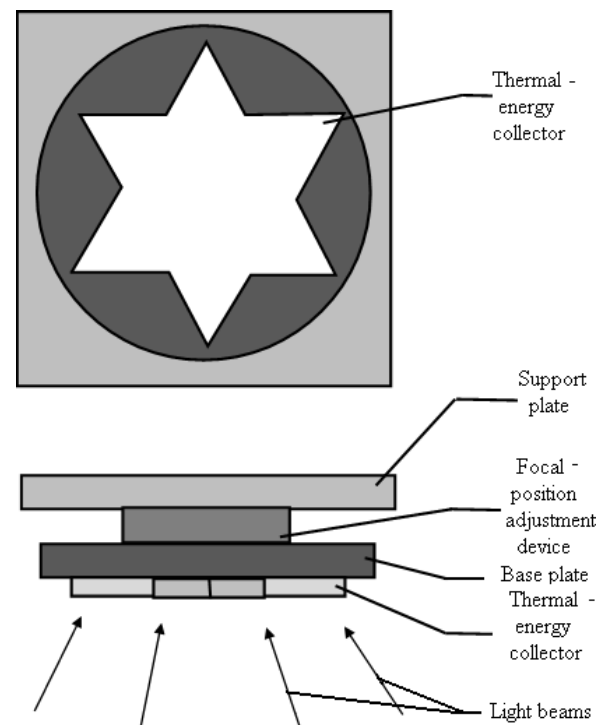 Thermal -
energy
collector
Support
plate
Focal -
position
adjustment
device
Base plate
Thermal -
energy
collector
Light beams